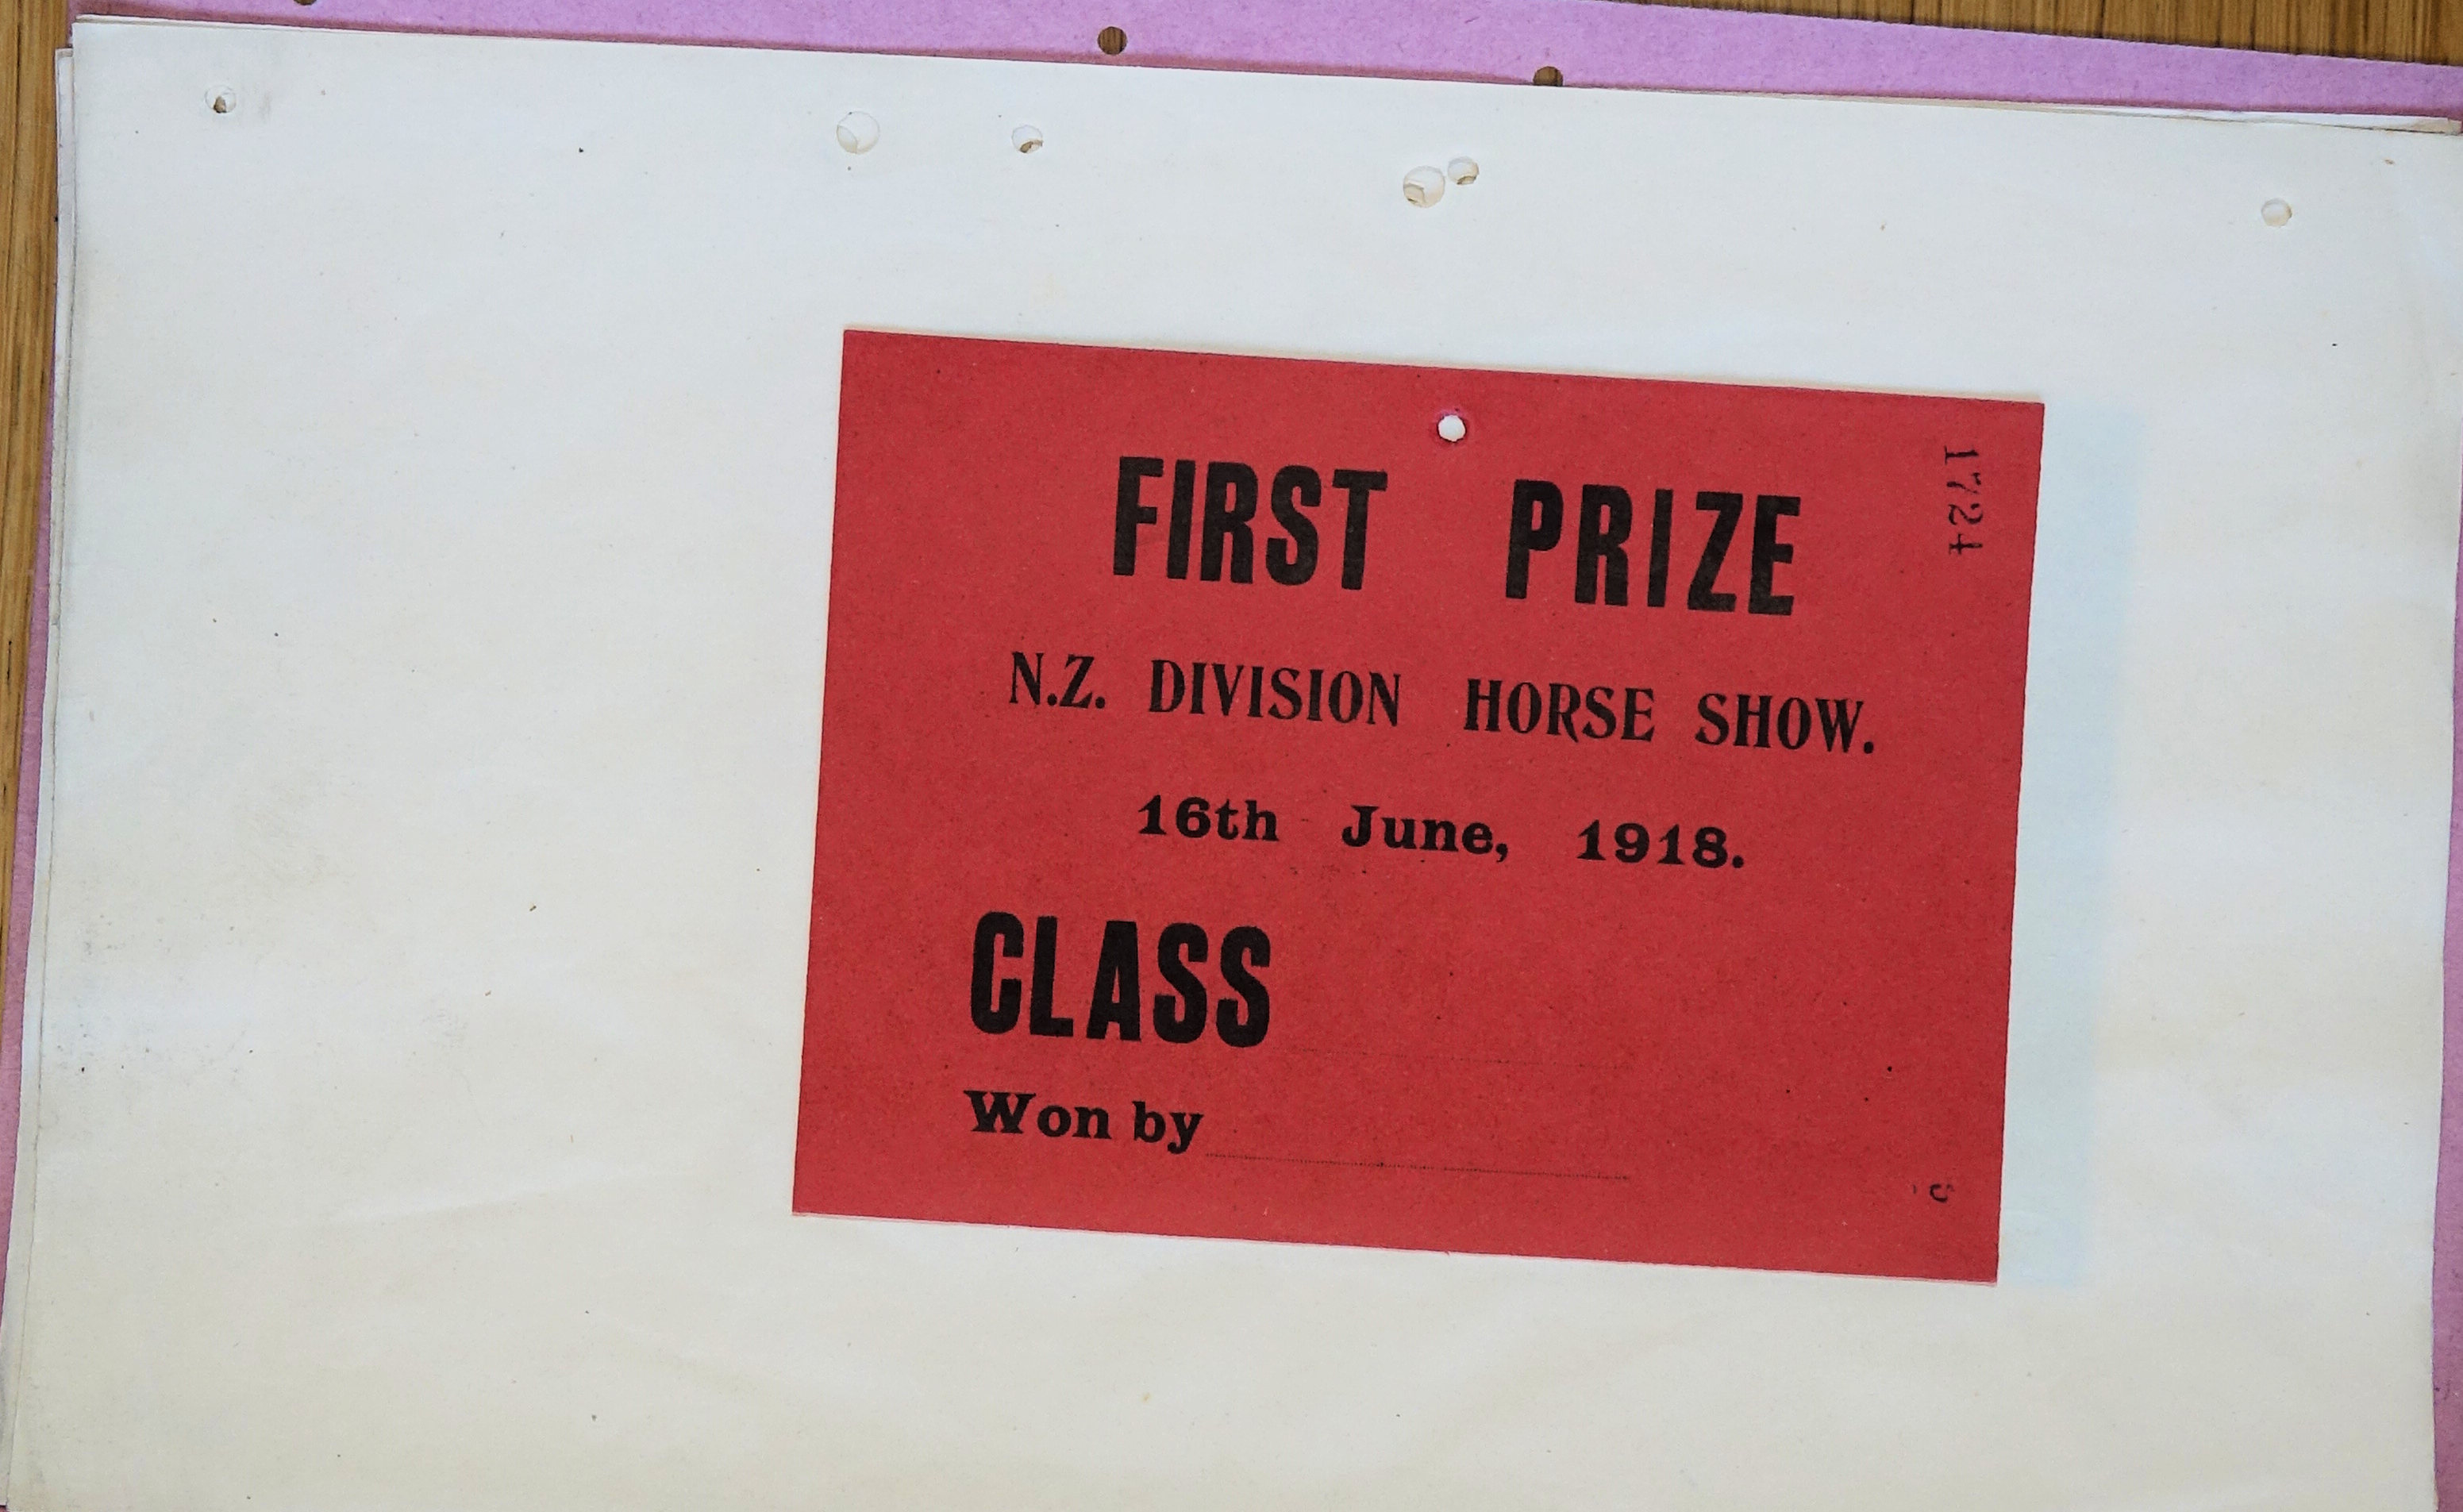 FIRST PRIZE
1724
N.Z. DIVISION HORSE SHOW.
16th June, 1918.
CLASS
Won by